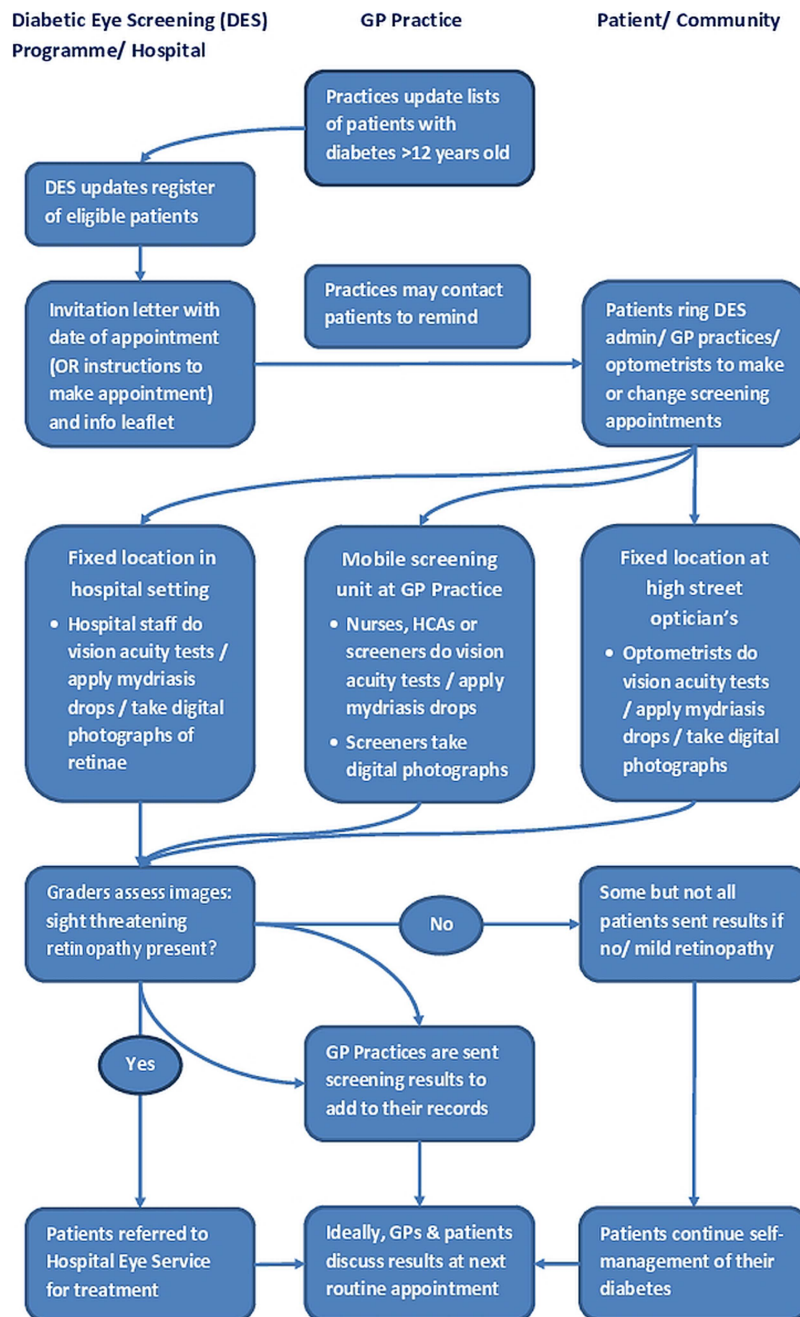 Diabetic Eye Screening (DES)
Programme/ Hospital
GP Practice
Patient/ Community
Practices update lists
of patients with
diabetes >12 years old
DES updates register
of eligible patients
Invitation letter with
date of appointment
(OR instructions to
make appointment)
and info leaflet
Practices may contact
patients to remind
Patients ring DES
admin/ GP practices/
optometrists to make
or change screening
appointments
Fixed location in
hospital setting
• Hospital staff do
vision acuity tests /
apply mydriasis
drops / take digital
photographs of
retinae
Mobile screening
unit at GP Practice
• Nurses, HCAs or
screeners do vision
acuity tests / apply
mydriasis drops
• Screeners take
digital photographs
Fixed location at
high street
optician's
• Optometrists do
vision acuity tests
/ apply mydriasis
drops / take digital
photographs
Graders assess images:
sight threatening
retinopathy present?
No
Some but not all
patients sent results if
no/ mild retinopathy
Yes
GP Practices are sent
screening results to
add to their records
Patients referred to
Hospital Eye Service
for treatment
Ideally, GPs & patients
discuss results at next
routine appointment
Patients continue self-
management of their
diabetes